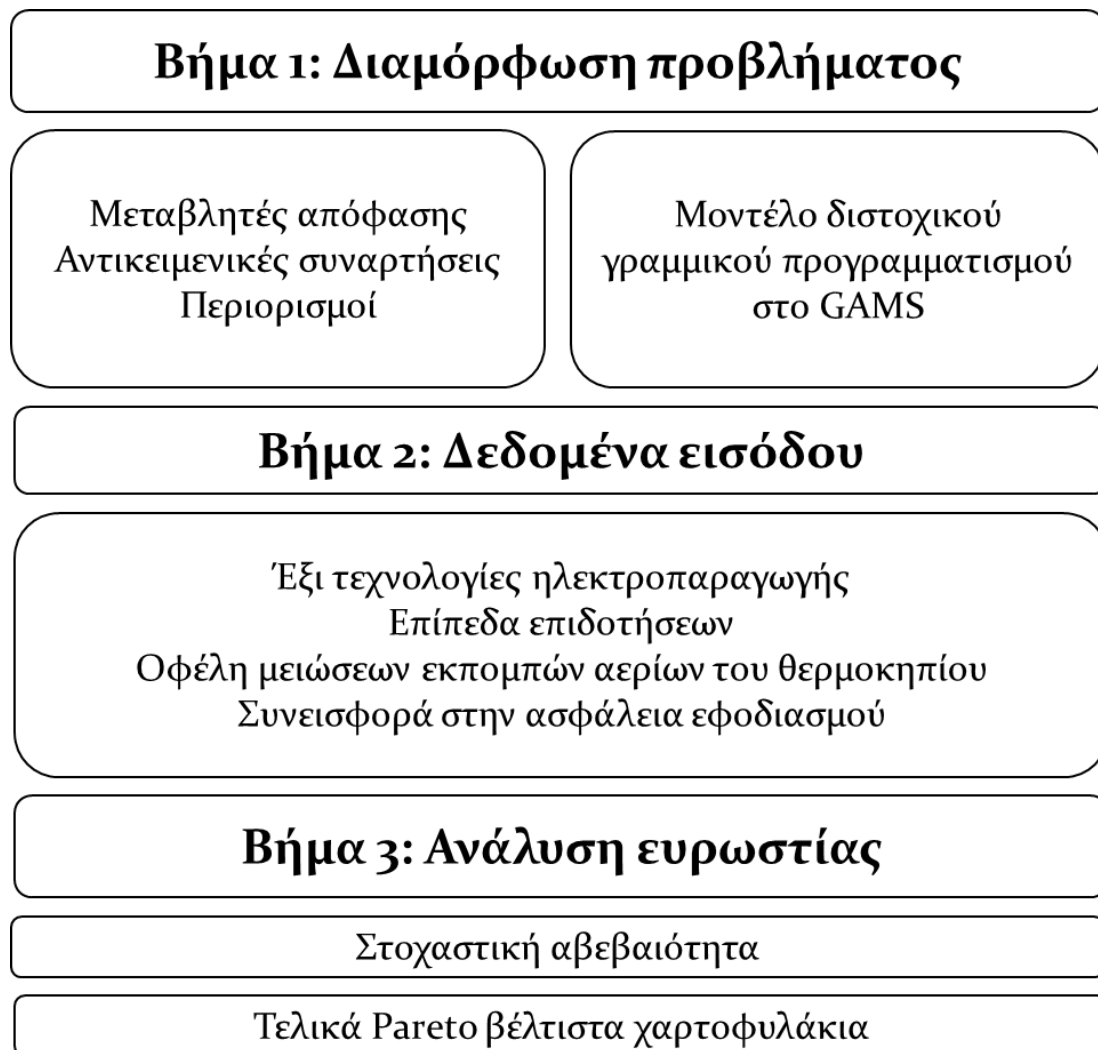 Βήμα 1: Διαμόρφωση προβλήματος
Μεταβλητές απόφασης
Αντικειμενικές συναρτήσεις
Περιορισμοί
Μοντέλο διστοχικού
γραμμικού προγραμματισμού
στο GAMS
Βήμα 2: Δεδομένα εισόδου
Έξι τεχνολογίες ηλεκτροπαραγωγής
Επίπεδα επιδοτήσεων
Οφέλη μειώσεων εκπομπών αερίων του θερμοκηπίου
Συνεισφορά στην ασφάλεια εφοδιασμού
Βήμα 3: Ανάλυση ευρωστίας
Στοχαστική αβεβαιότητα
Τελικά Pareto βέλτιστα χαρτοφυλάκια